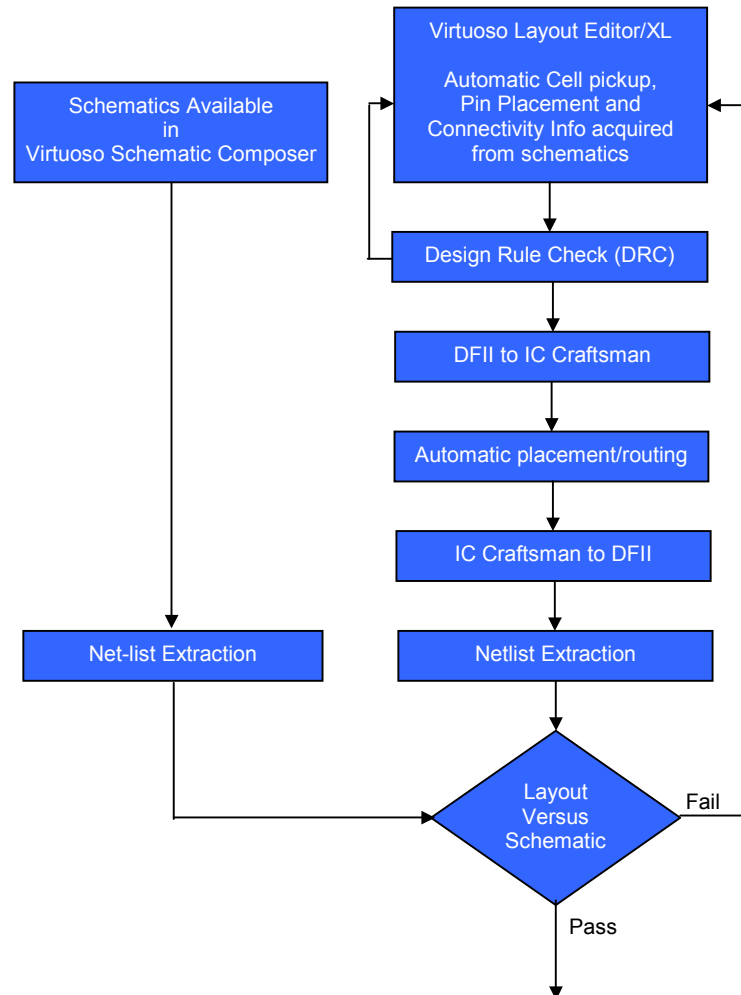 Schematics Available
in
Virtuoso Schematic Composer
Virtuoso Layout Editor/XL
Automatic Cell pickup,
Pin Placement and
Connectivity Info acquired
from schematics
Design Rule Check (DRC)
DFII to IC Craftsman
Automatic placement/routing
IC Craftsman to DFII
Net-list Extraction
Netlist Extraction
Layout
Versus
Schematic
Fail
Pass